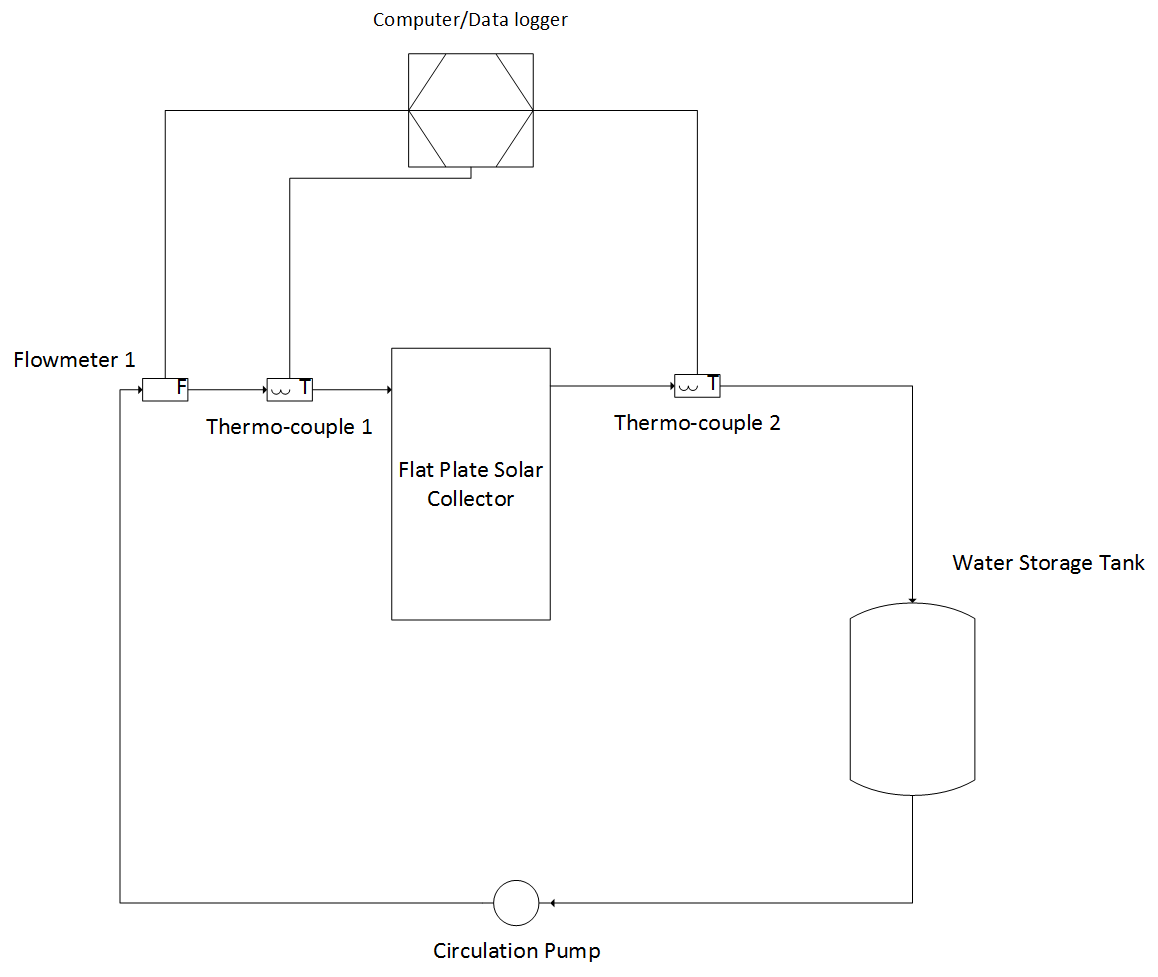 Computer/Data logger
Flowmeter 1
F
T
Thermo-couple 1
T
Thermo-couple 2
Flat Plate Solar
Collector
Water Storage Tank
Circulation Pump